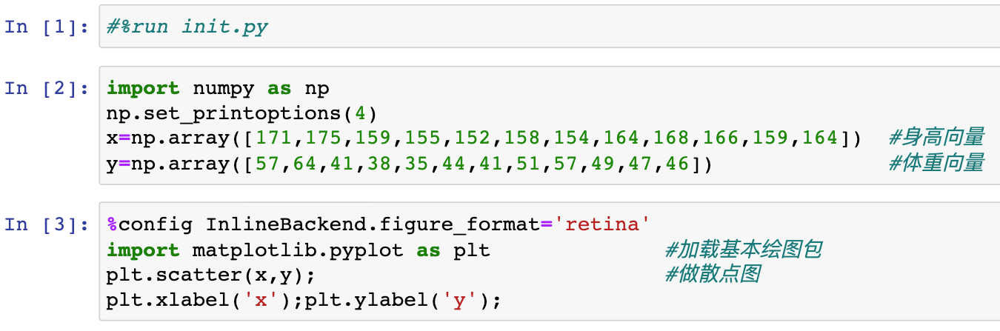 In [1]: #%run init.py
In [2]: import numpy as np
np.set_printoptions(4)
x=np.array([171,175,159,155,152,158,154,164,168,166,159,164]) #身高向量
y=np.array([57,64,41,38,35,44,41,51,57,49,47,46]) #体重向量
In [3]: %config InlineBackend.figure_format='retina'
import matplotlib.pyplot as plt #加载基本绘图包
plt.scatter(x,y); #做散点图
plt.xlabel('x');plt.ylabel('y');